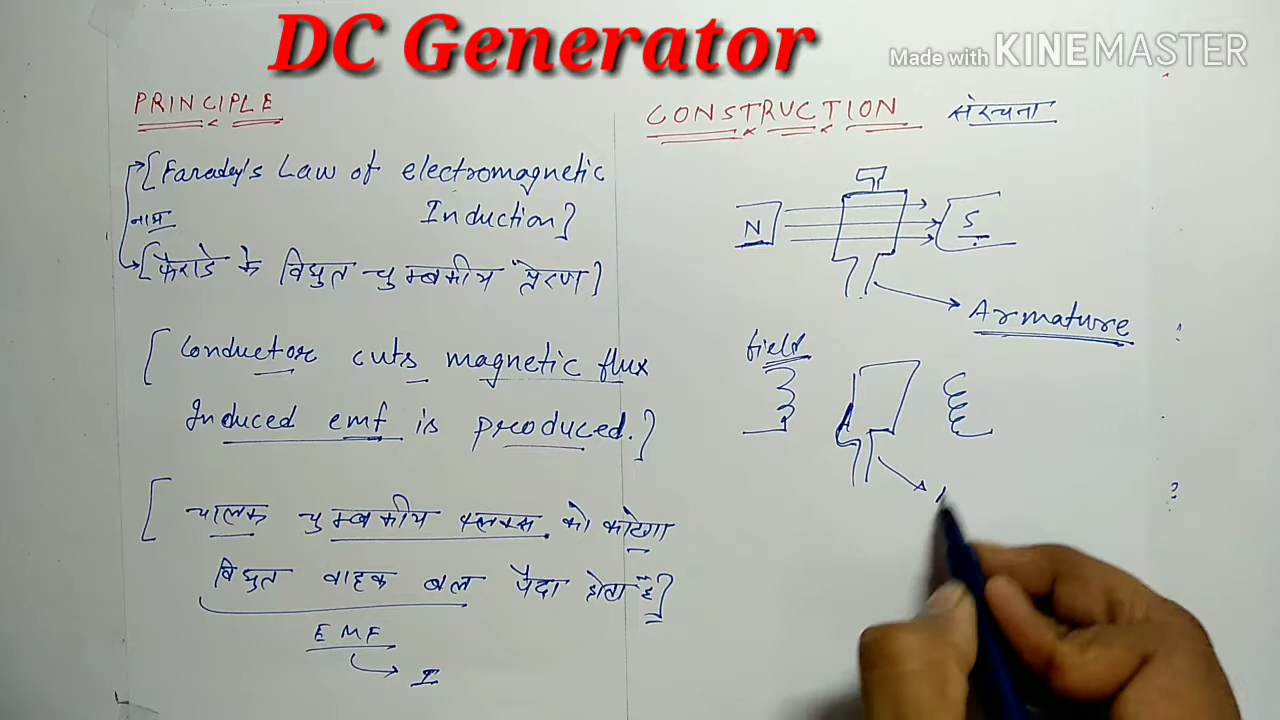 DC Generator
Made with KINEMASTER
PRINCIPLE
[Faraday's Law of electromagnetic
Induction]
नाम
[फैराडे के विधुत चुम्बकीय प्रेरण]
[Conductor cuts magnetic flux
Induced emf is produced.]
[चालक चुम्बकीय फ्लक्स को काटेगा
विधुत वाहक बल पैदा होता है]
EMF
I
CONSTRUCTION संरचना
N
S
Armature
field
?